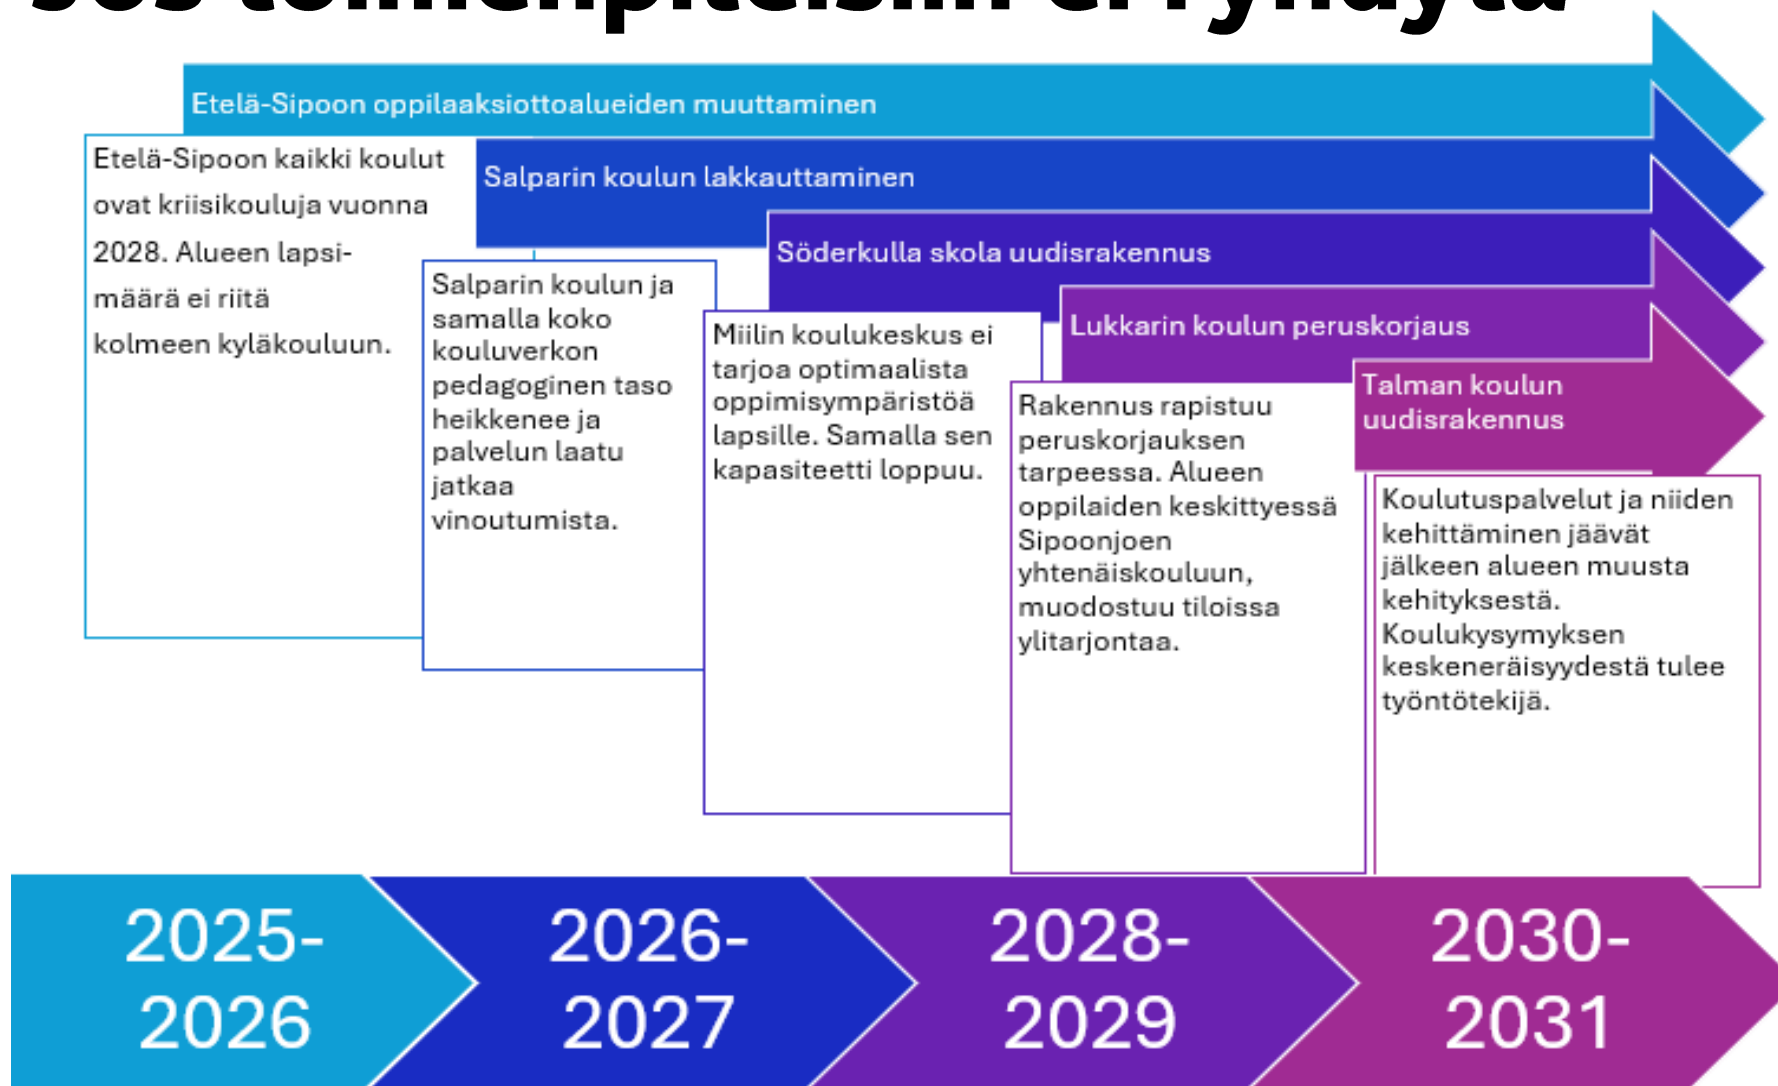 Jos toimenpiteisiin ei ryhdytä
Etelä-Sipoon oppilaaksiottoalueiden muuttaminen
Etelä-Sipoon kaikki koulut
ovat kriisikouluja vuonna
2028. Alueen lapsi-
määrä ei riitä
kolmeen kyläkouluun.
Salparin koulun lakkauttaminen
Salparin koulun ja
samalla koko
kouluverkon
pedagoginen taso
heikkenee ja
palvelun laatu
jatkaa
vinoutumista.
Söderkulla skola uudisrakennus
Miilin koulukeskus ei
tarjoa optimaalista
oppimisympäristöä
lapsille. Samalla sen
kapasiteetti loppuu.
Lukkarin koulun peruskorjaus
Rakennus rapistuu
peruskorjauksen
tarpeessa. Alueen
oppilaiden keskittyessä
Sipoonjoen
yhtenäiskouluun,
muodostuu tiloissa
ylitarjontaa.
Talman koulun
uudisrakennus
Koulutuspalvelut ja niiden
kehittäminen jäävät
jälkeen alueen muusta
kehityksestä.
Koulukysymyksen
keskeneräisyydestä tulee
työntötekijä.
2025-
2026
2026-
2027
2028-
2029
2030-
2031